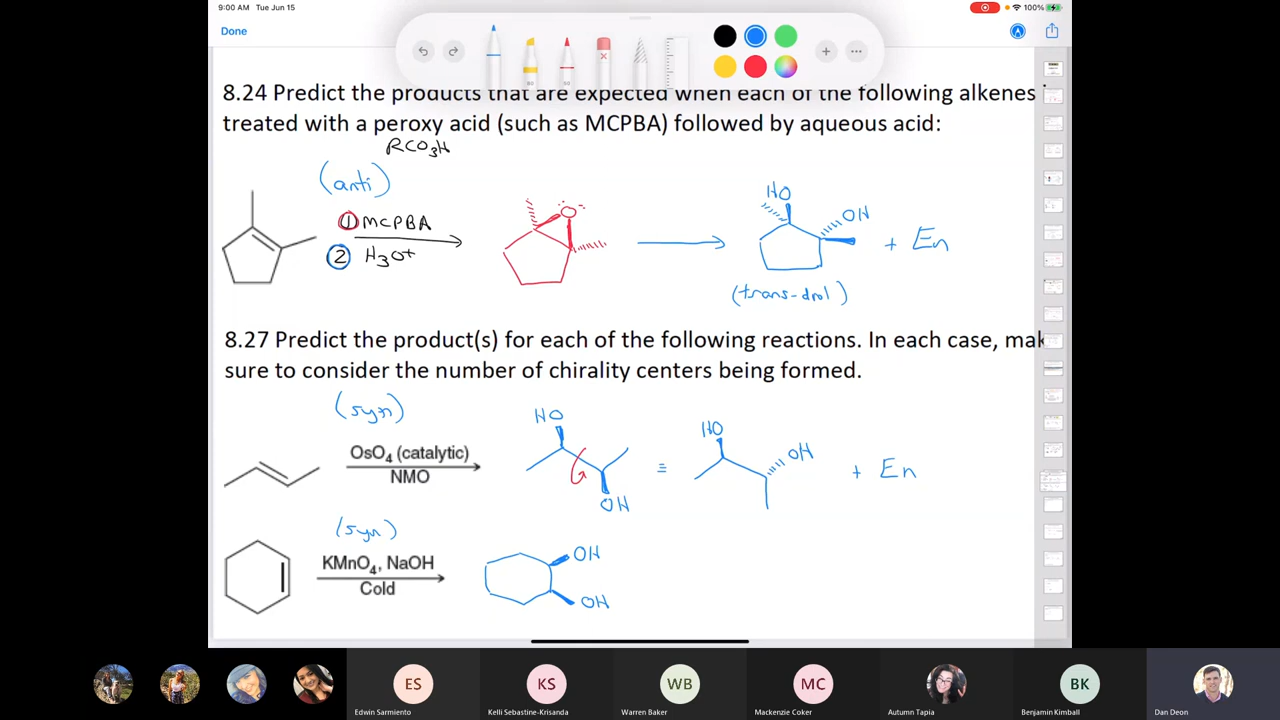 9:00 AM Tue Jun 15
100%
Done
8.24 Predict the products that are expected when each of the following alkenes
treated with a peroxy acid (such as MCPBA) followed by aqueous acid:
RCO3H
(anti)
① MCPBA
② H3O+
O
HO
OH
+ En
(trans-diol)
8.27 Predict the product(s) for each of the following reactions. In each case, mak
sure to consider the number of chirality centers being formed.
(syn)
OsO4 (catalytic)
NMO
HO
OH
≡
HO
OH
+ En
(syn)
KMnO4, NaOH
Cold
OH
OH
ES
KS
WB
MC
BK
Edwin Sarmiento
Kelli Sebastine-Krisanda
Warren Baker
Mackenzie Coker
Autumn Tapia
Benjamin Kimball
Dan Deon